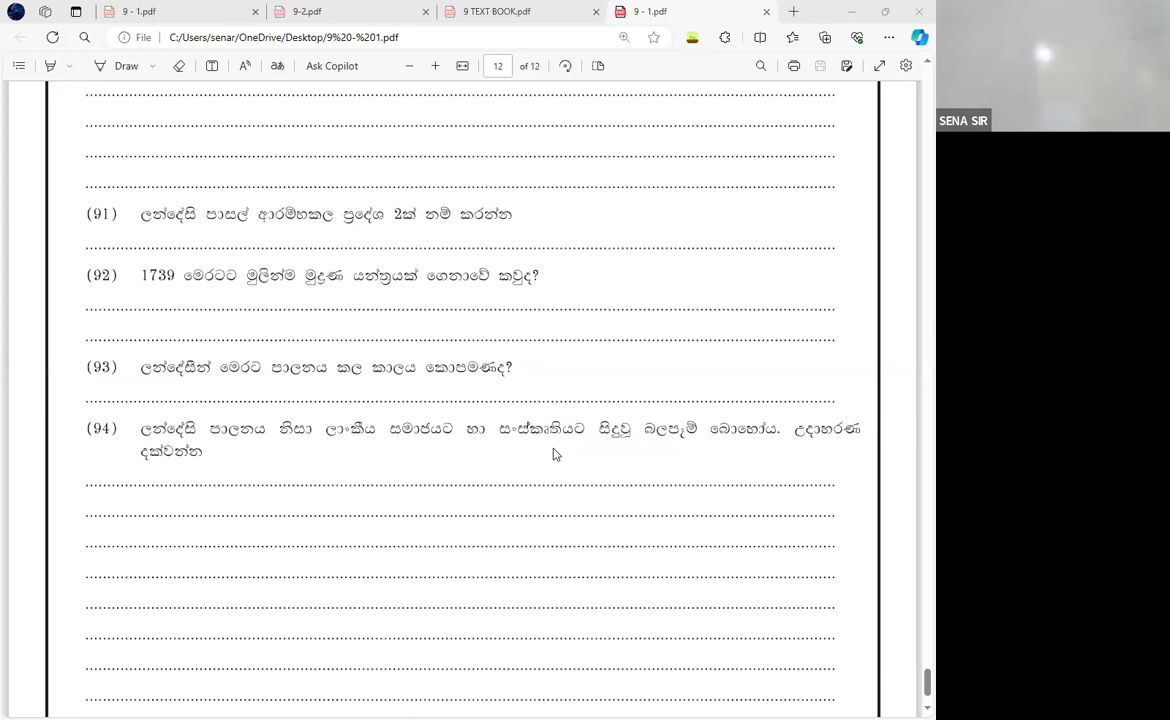 9 - 1.pdf
9-2.pdf
9 TEXT BOOK.pdf
9 - 1.pdf
File
C:/Users/senar/OneDrive/Desktop/9%20-%201.pdf
Draw
aあ
Ask Copilot
12
of 12
SENA SIR
(91) ලන්දේසි පාසල් ආරම්භකල ප්‍රදේශ 2ක් නම් කරන්න
(92) 1739 මෙරටට මුලින්ම මුද්‍රණ යන්ත්‍රයක් ගෙනාවේ කවුද?
(93) ලන්දේසීන් මෙරට පාලනය කල කාලය කොපමණද?
(94) ලන්දේසි පාලනය නිසා ලාංකීය සමාජයට හා සංස්කෘතියට සිදුවූ බලපෑම් බොහෝය. උදාහරණ
දක්වන්න